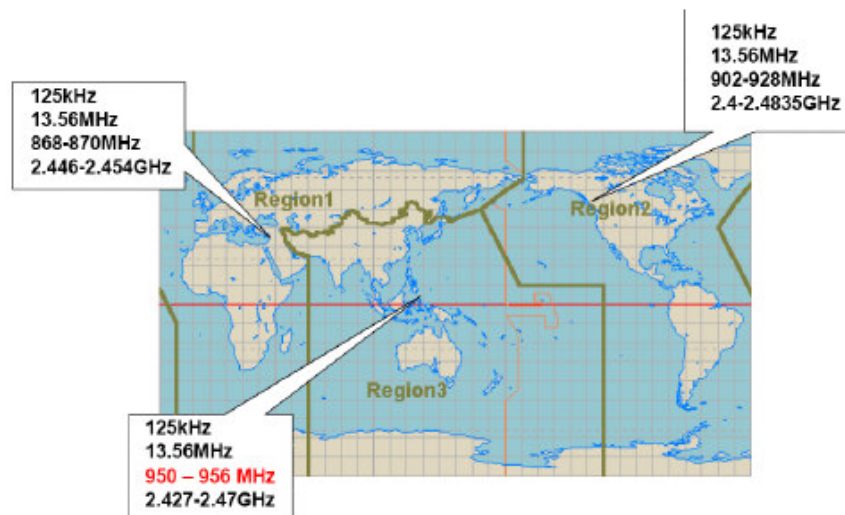 125kHz
13.56MHz
902-928MHz
2.4-2.4835GHz
125kHz
13.56MHz
868-870MHz
2.446-2.454GHz
Region1
Region2
Region3
125kHz
13.56MHz
950 – 956 MHz
2.427-2.47GHz